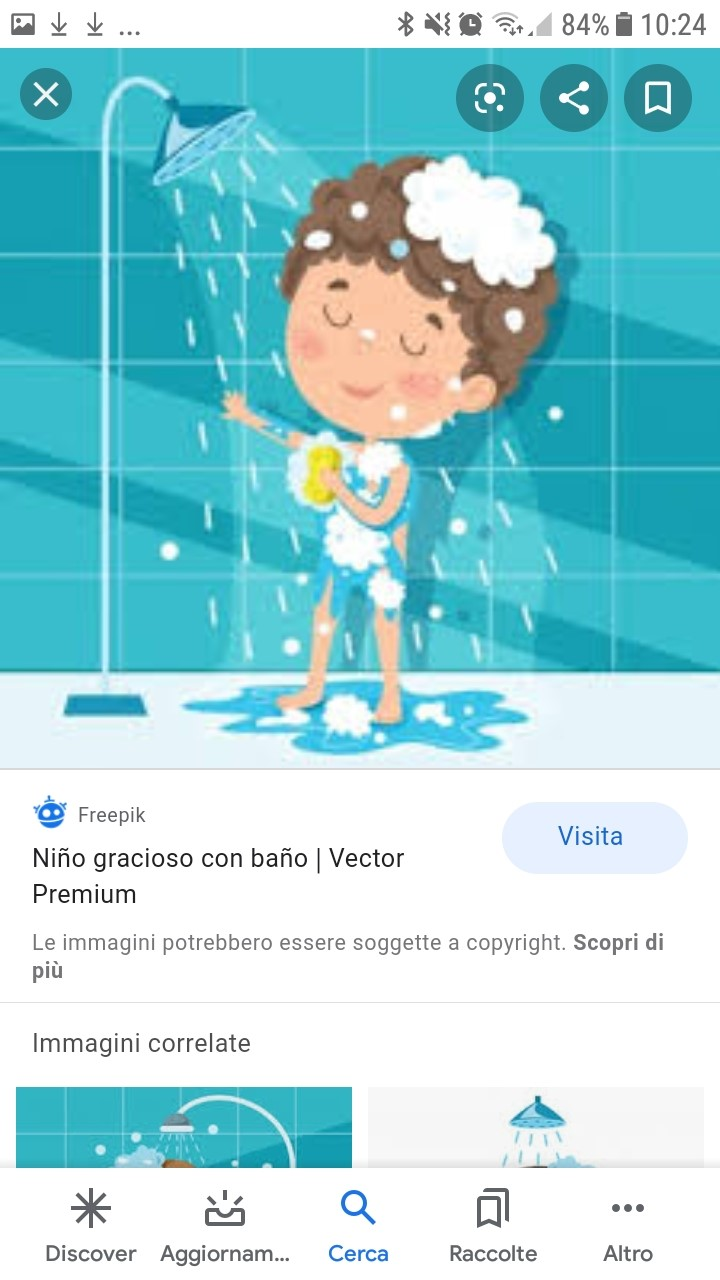 ... 84% 10:24
Freepik
Niño gracioso con baño | Vector
Premium
Visita
Le immagini potrebbero essere soggette a copyright. Scopri di
più
Immagini correlate
Discover Aggiornam... Cerca Raccolte Altro